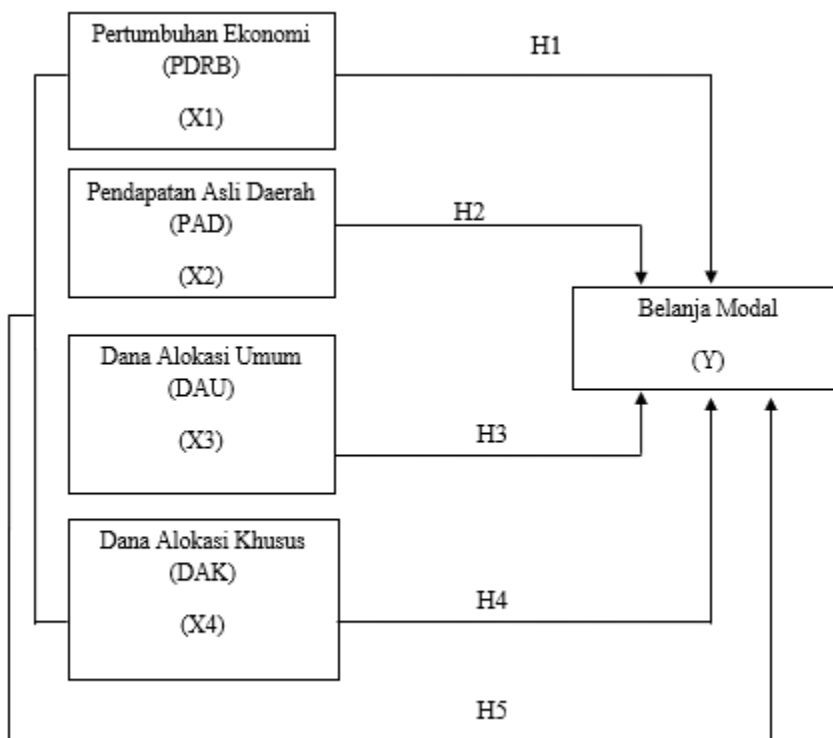 Pertumbuhan Ekonomi
(PDRB)
(X1)
H1
Pendapatan Asli Daerah
(PAD)
(X2)
H2
Belanja Modal
(Y)
Dana Alokasi Umum
(DAU)
(X3)
H3
Dana Alokasi Khusus
(DAK)
(X4)
H4
H5